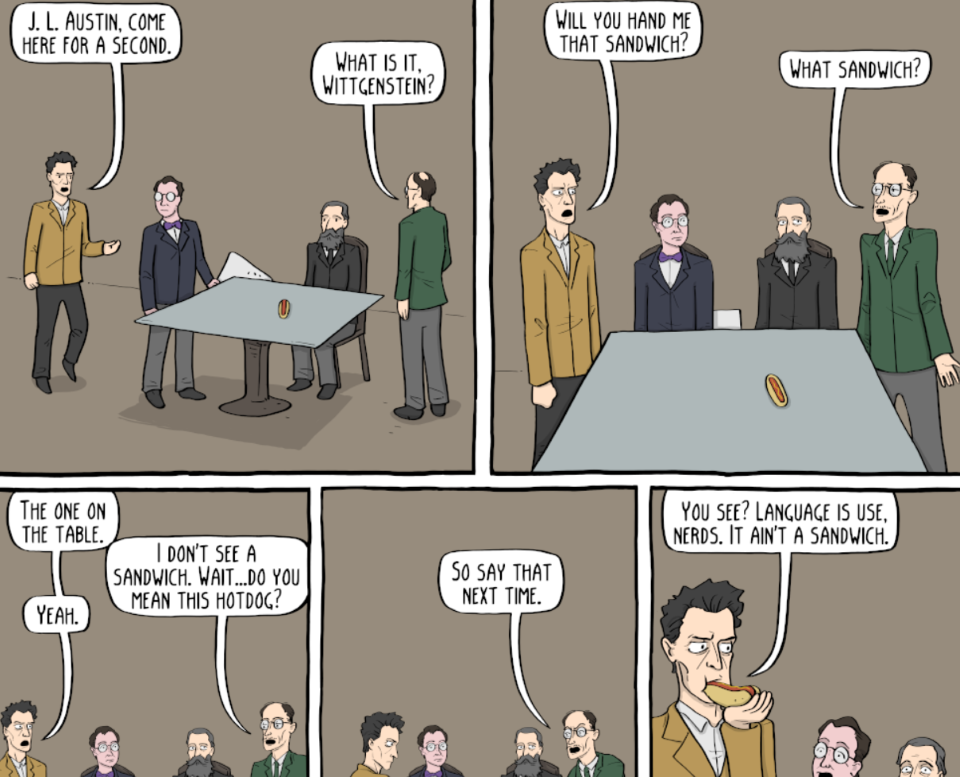 J. L. AUSTIN, COME
HERE FOR A SECOND.
WHAT IS IT,
WITTGENSTEIN?
WILL YOU HAND ME
THAT SANDWICH?
WHAT SANDWICH?
THE ONE ON
THE TABLE.
I DON'T SEE A
SANDWICH. WAIT...DO YOU
MEAN THIS HOTDOG?
YEAH.
SO SAY THAT
NEXT TIME.
YOU SEE? LANGUAGE IS USE,
NERDS. IT AIN'T A SANDWICH.